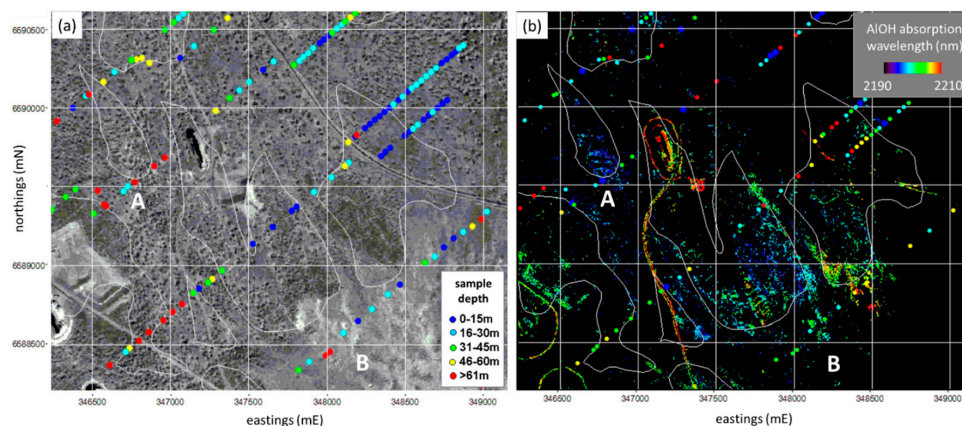 (a)
6590500
6590000
6589500
6589000
6588500
northings (mN)
A
B
sample
depth
0-15m
16-30m
31-45m
46-60m
>61m
346500 347000 347500 348000 348500 349000
eastings (mE)
(b)
AlOH absorption
wavelength (nm)
2190 2210
A
B
346500 347000 347500 348000 348500 349000
eastings (mE)